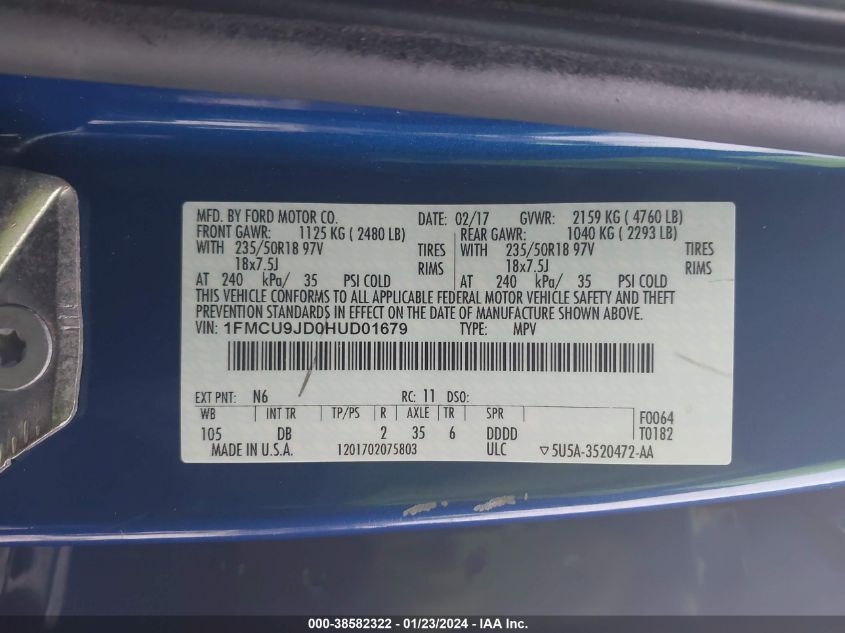 MFD. BY FORD MOTOR CO. DATE: 02/17 GVWR: 2159 KG ( 4760 LB)
FRONT GAWR: 1125 KG ( 2480 LB) REAR GAWR: 1040 KG ( 2293 LB)
WITH 235/50R18 97V TIRES WITH 235/50R18 97V TIRES
18x7.5J RIMS 18x7.5J RIMS
AT 240 kPa/ 35 PSI COLD AT 240 kPa/ 35 PSI COLD
THIS VEHICLE CONFORMS TO ALL APPLICABLE FEDERAL MOTOR VEHICLE SAFETY AND THEFT
PREVENTION STANDARDS IN EFFECT ON THE DATE OF MANUFACTURE SHOWN ABOVE.
VIN: 1FMCU9JD0HUD01679 TYPE: MPV
EXT PNT: N6 RC: 11 DSO:
WB INT TR TP/PS R AXLE TR SPR F0064
105 DB 2 35 6 DDDD T0182
MADE IN U.S.A. 1201702075803 ULC ▽5U5A-3520472-AA
000-38582322 - 01/23/2024 - IAAI.com